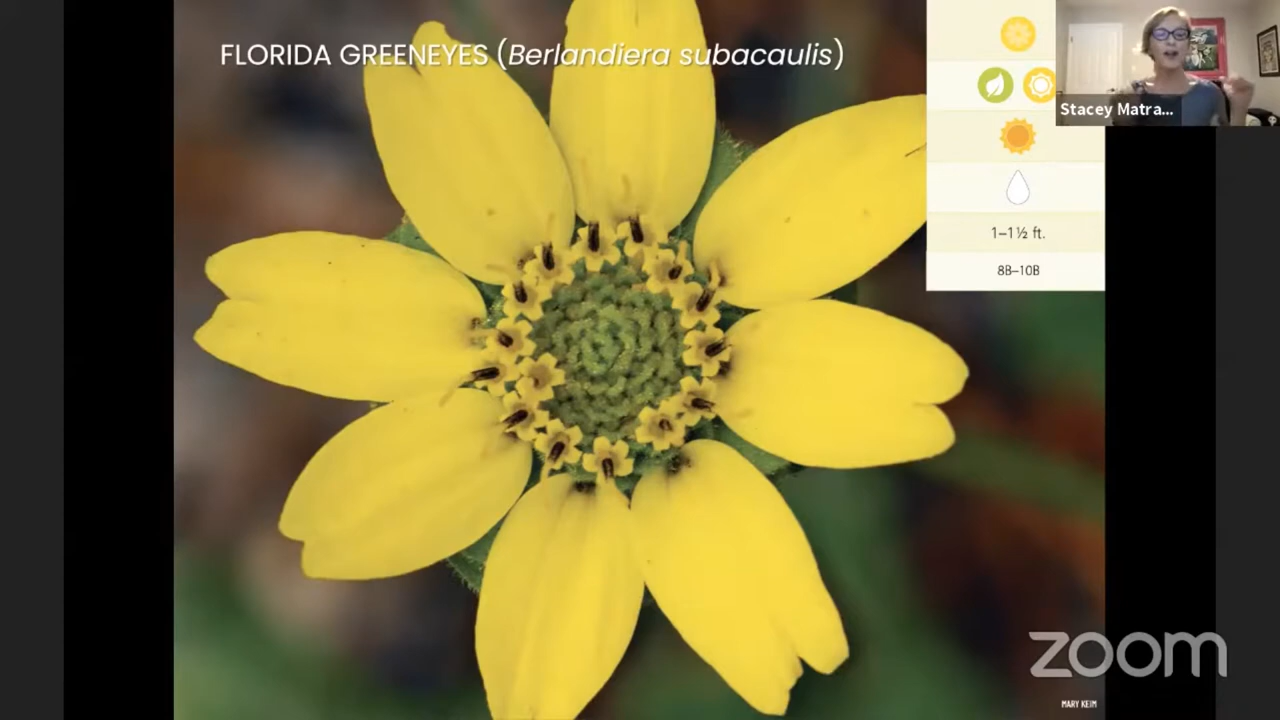 FLORIDA GREENEYES (Berlandiera subacaulis)
Stacey Matra...
1–1½ ft.
8B–10B
zoom
MARY KEIM